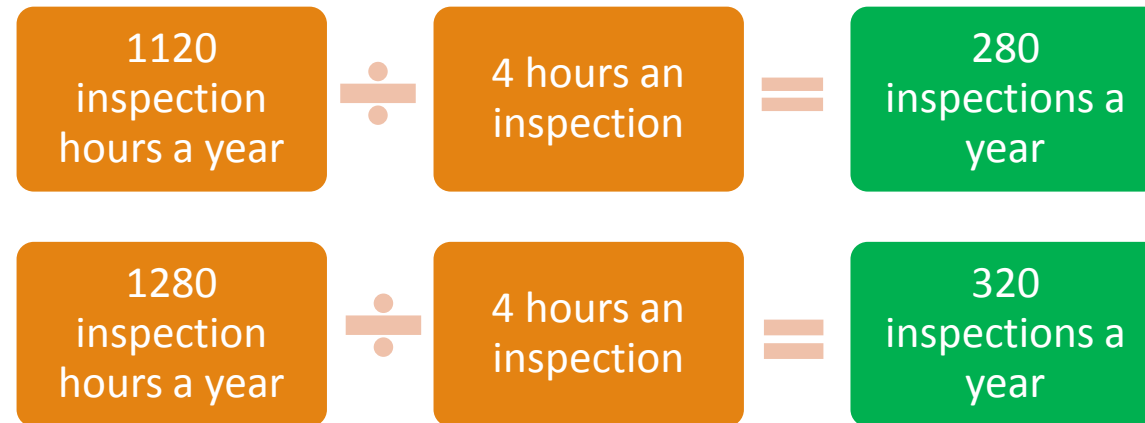 1120
inspection
hours a year
÷
4 hours an
inspection
=
280
inspections a
year
1280
inspection
hours a year
÷
4 hours an
inspection
=
320
inspections a
year